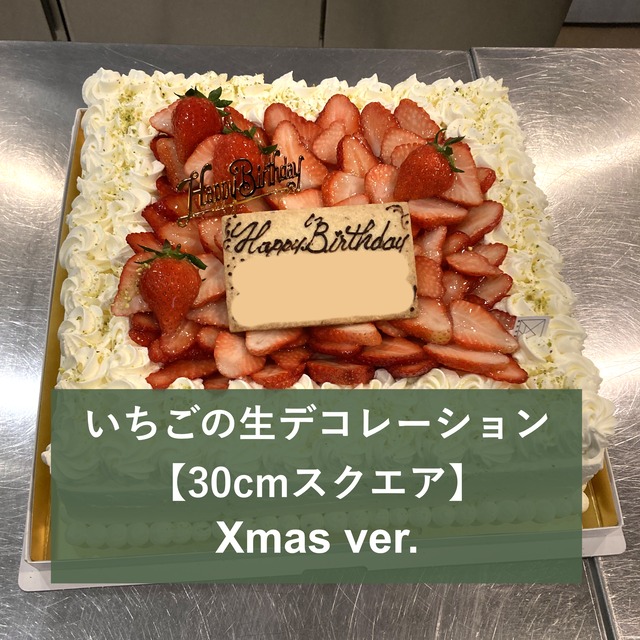 Happy Birthday
Happy Birthday
いちごの生デコレーション
【30cmスクエア】
Xmas ver.